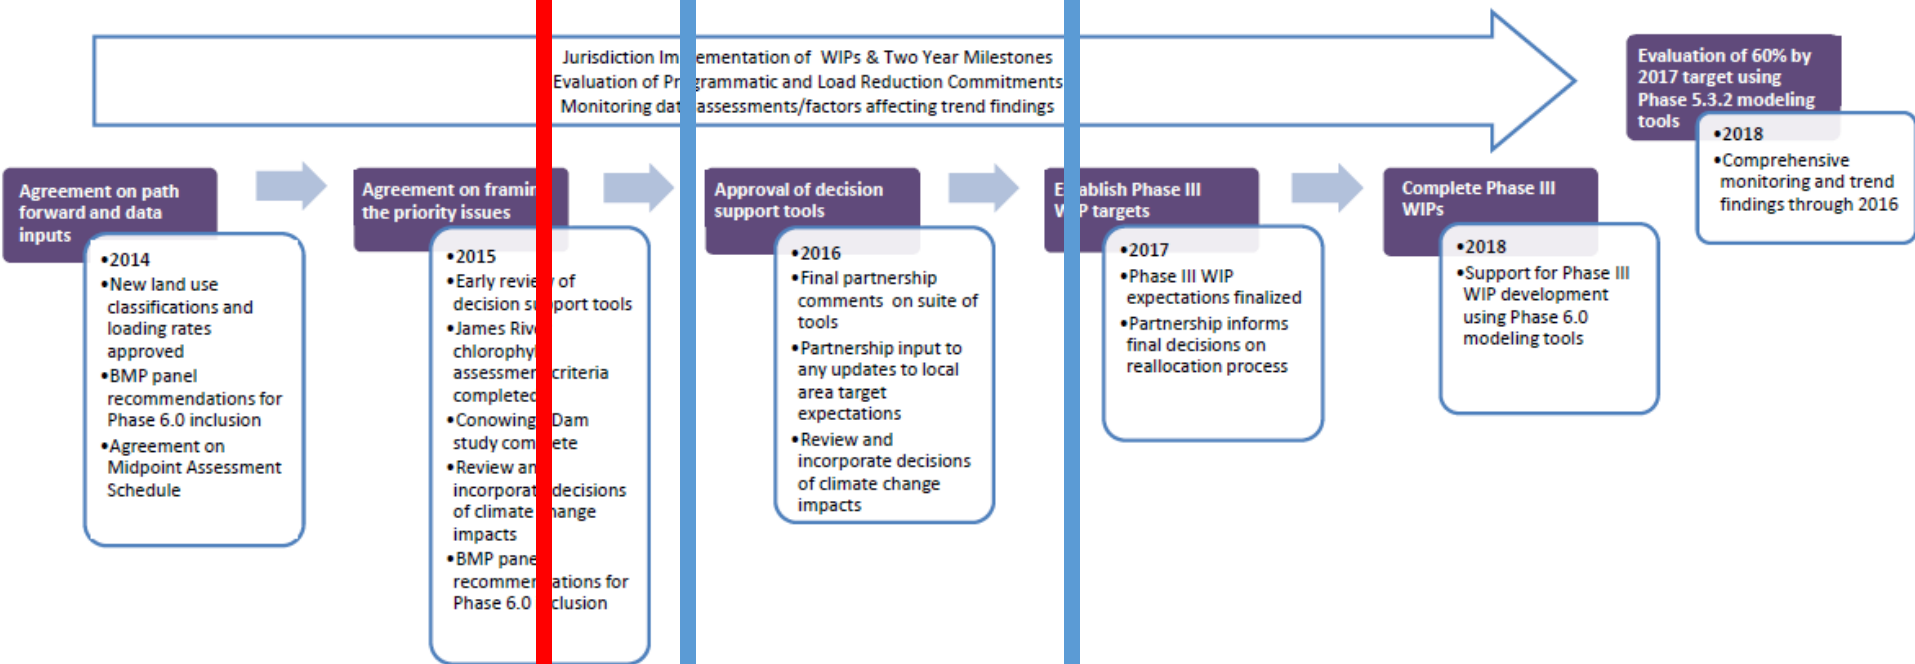 Jurisdiction Im ementation of WIPs & Two Year Milestones
Evaluation of Pr grammatic and Load Reduction Commitments
Monitoring dat assessments/factors affecting trend findings
Evaluation of 60% by
2017 target using
Phase 5.3.2 modeling
tools
•2018
•Comprehensive
monitoring and trend
findings through 2016
Agreement on path
forward and data
inputs
•2014
•New land use
classifications and
loading rates
approved
•BMP panel
recommendations for
Phase 6.0 inclusion
•Agreement on
Midpoint Assessment
Schedule
Agreement on framin
the priority issues
•2015
•Early review of
decision su port tools
•James Riv
chlorophyl
assessmen criteria
completed
•Conowing Dam
study com ete
•Review an
incorporat decisions
of climate hange
impacts
•BMP pane
recommen ations for
Phase 6.0 clusion
Approval of decision
support tools
•2016
•Final partnership
comments on suite of
tools
•Partnership input to
any updates to local
area target
expectations
•Review and
incorporate decisions
of climate change
impacts
E ablish Phase III
W P targets
•2017
•Phase III WIP
expectations finalized
•Partnership informs
final decisions on
reallocation process
Complete Phase III
WIPs
•2018
•Support for Phase III
WIP development
using Phase 6.0
modeling tools